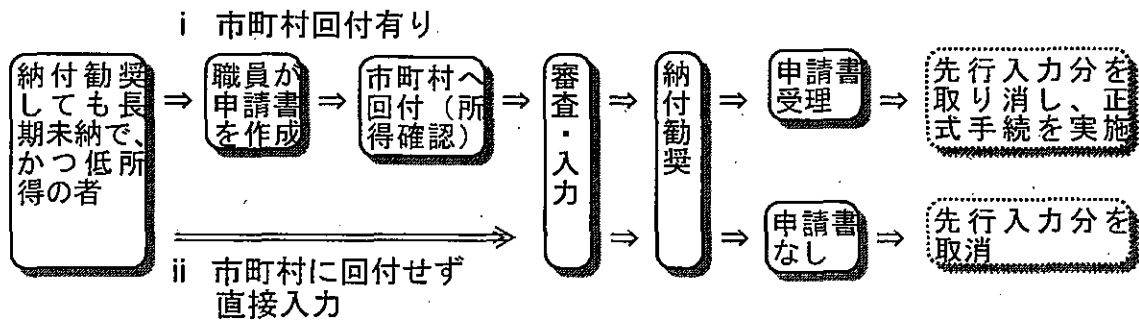 i 市町村回付有り
納付勧奨
しても長
期未納で、
かつ低所
得の者
⇒
職員が
申請書
を作成
⇒
市町村へ
回付（所
得確認）
⇒
審査・入力
⇒
納付勧奨
⇒
申請書
受理
⇒
先行入力分を
取り消し、正
式手続を実施
⇒
⇒
申請書
なし
⇒
先行入力分を
取消
ii 市町村に回付せず
直接入力